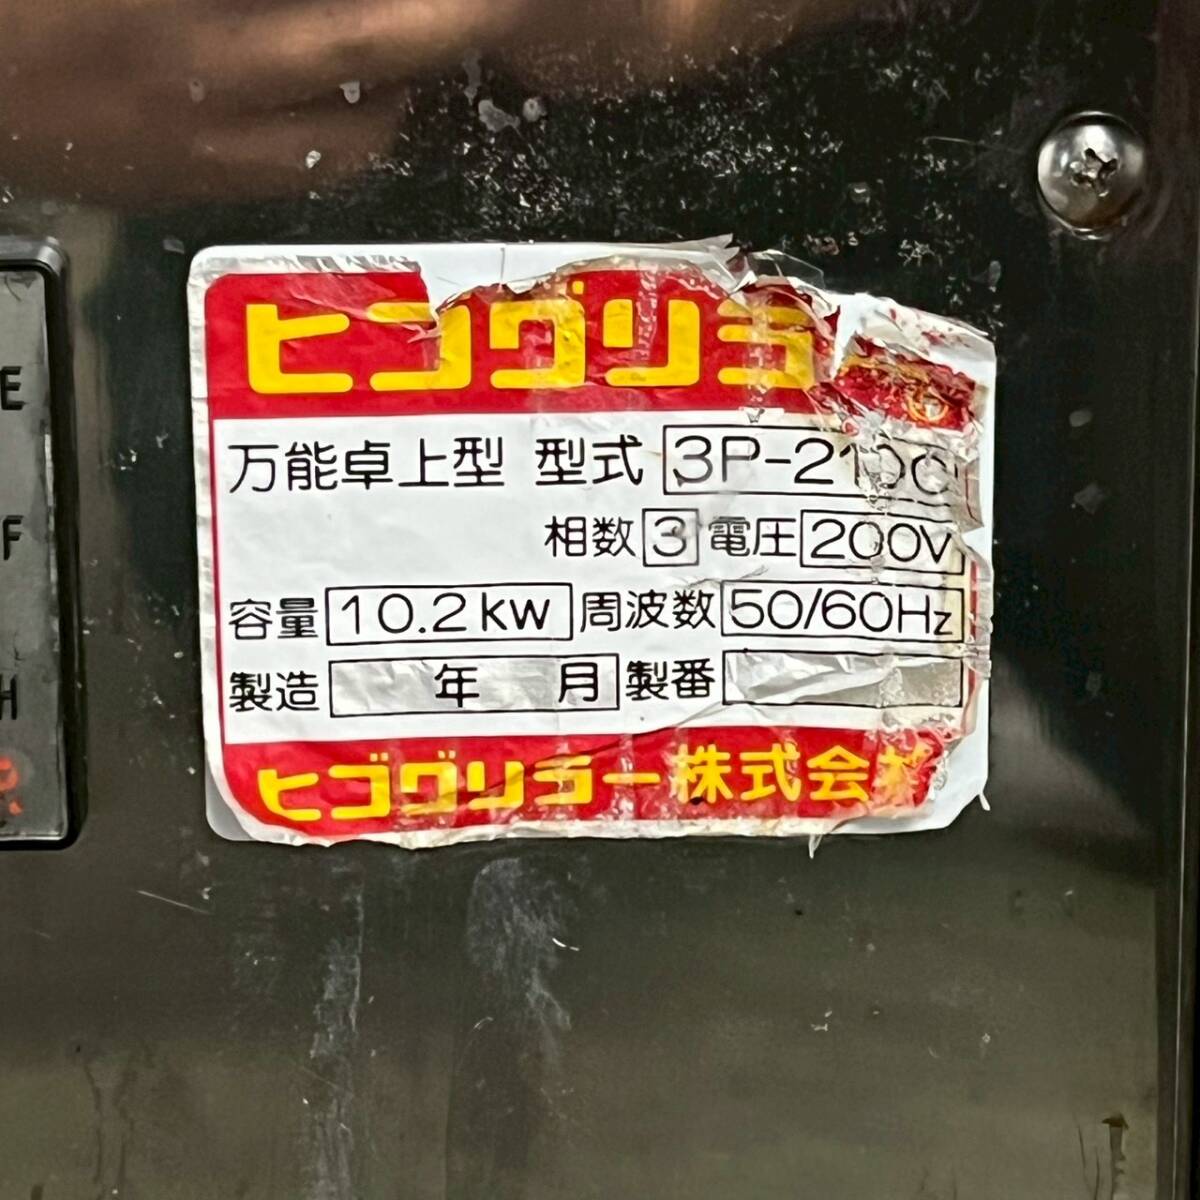 ヒゴグリラ
万能卓上型 型式 3P-210C
相数 3 電圧 200V
容量 10.2kw 周波数 50/60Hz
製造 年 月 製番
ヒゴグリラー株式会社
E
F
H